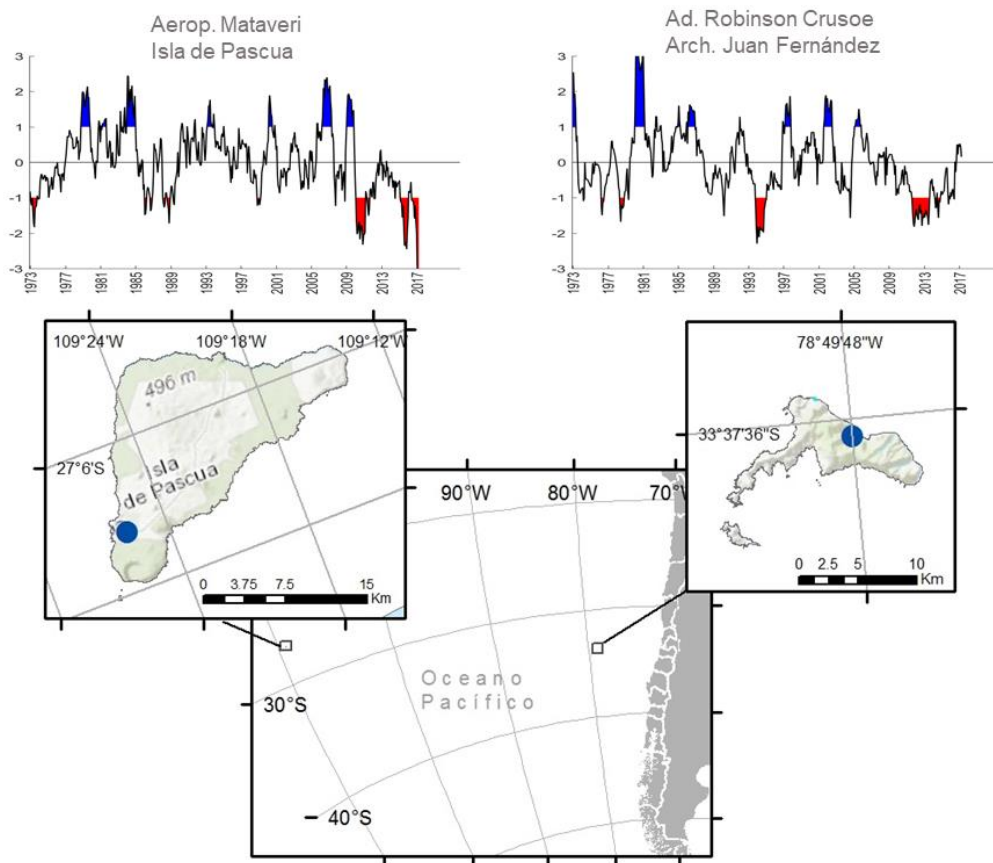 Aerop. Mataveri
Isla de Pascua
3
2
1
0
-1
-2
-3
1973
1977
1981
1985
1989
1993
1997
2001
2005
2009
2013
2017
Ad. Robinson Crusoe
Arch. Juan Fernández
3
2
1
0
-1
-2
-3
1973
1977
1981
1985
1989
1993
1997
2001
2005
2009
2013
2017
109°24'W
109°18'W
109°12'W
496 m
27°6'S
Isla
de Pascua
0 3.75 7.5 15
Km
78°49'48"W
33°37'36"S
0 2.5 5 10
Km
90°W
80°W
70°W
Oceano
Pacífico
30°S
40°S